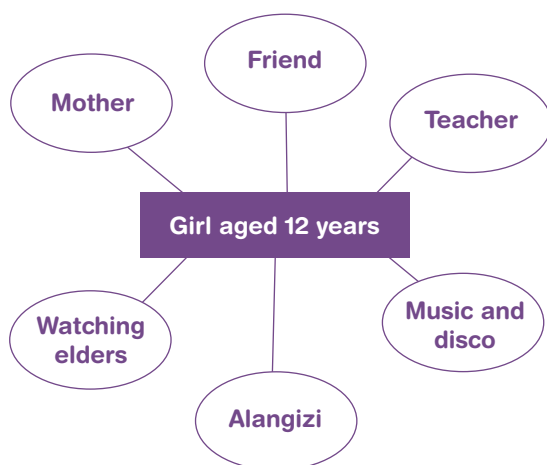 Friend
Mother
Teacher
Girl aged 12 years
Watching
elders
Music and
disco
Alangizi